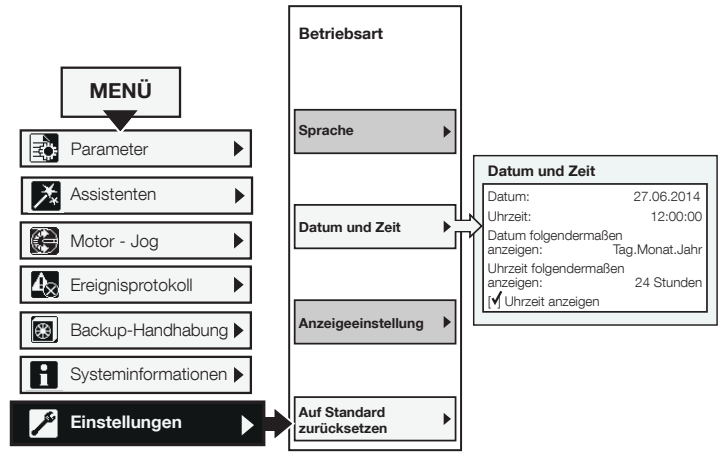 MENÜ
Parameter
Assistenten
Motor - Jog
Ereignisprotokoll
Backup-Handhabung
Systeminformationen
Einstellungen
Betriebsart
Sprache
Datum und Zeit
Anzeigeeinstellung
Auf Standard
zurücksetzen
Datum und Zeit
Datum: 27.06.2014
Uhrzeit: 12:00:00
Datum folgendermaßen
anzeigen: Tag.Monat.Jahr
Uhrzeit folgendermaßen
anzeigen: 24 Stunden
[✓] Uhrzeit anzeigen